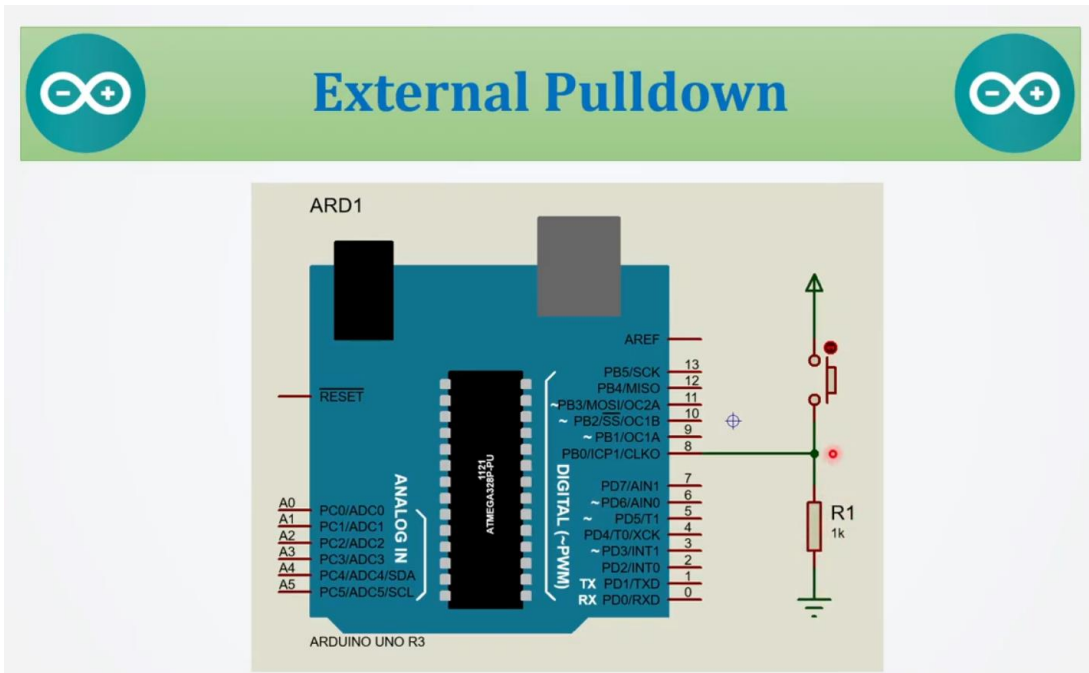 External Pulldown
ARD1
AREF
PB5/SCK 13
PB4/MISO 12
~PB3/MOSI/OC2A 11
~ PB2/SS/OC1B 10
~ PB1/OC1A 9
PB0/ICP1/CLKO 8
PD7/AIN1 7
~PD6/AIN0 6
~ PD5/T1 5
PD4/T0/XCK 4
~PD3/INT1 3
PD2/INT0 2
TX PD1/TXD 1
RX PD0/RXD 0
RESET
A0 PC0/ADC0
A1 PC1/ADC1
A2 PC2/ADC2
A3 PC3/ADC3
A4 PC4/ADC4/SDA
A5 PC5/ADC5/SCL
ANALOG IN
1121
ATMEGA328P-PU
DIGITAL (~PWM)
R1
1k
ARDUINO UNO R3